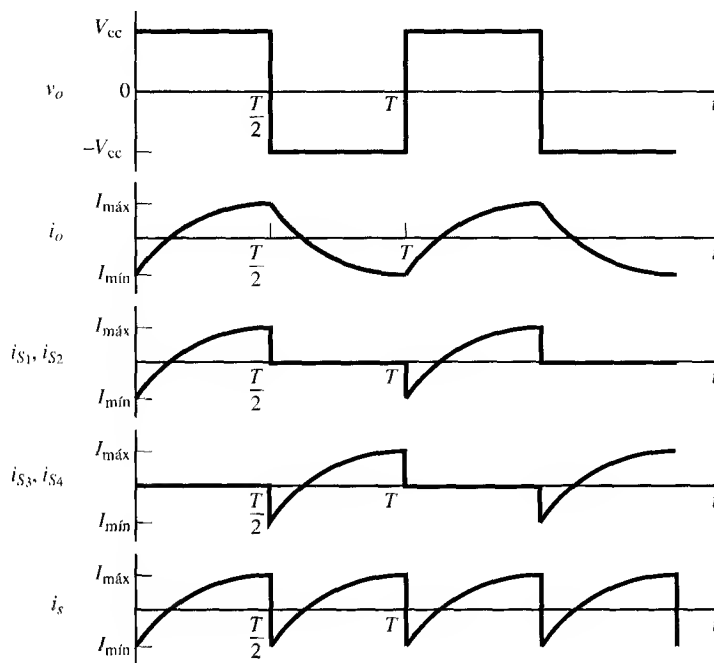 V_cc
v_o
0
T/2
T
t
–V_cc
I_máx
i_o
I_mín
T/2
T
t
I_máx
i_S1, i_S2
I_mín
T/2
T
t
I_máx
i_S3, i_S4
I_mín
T/2
T
t
I_máx
i_s
I_mín
T/2
T
t